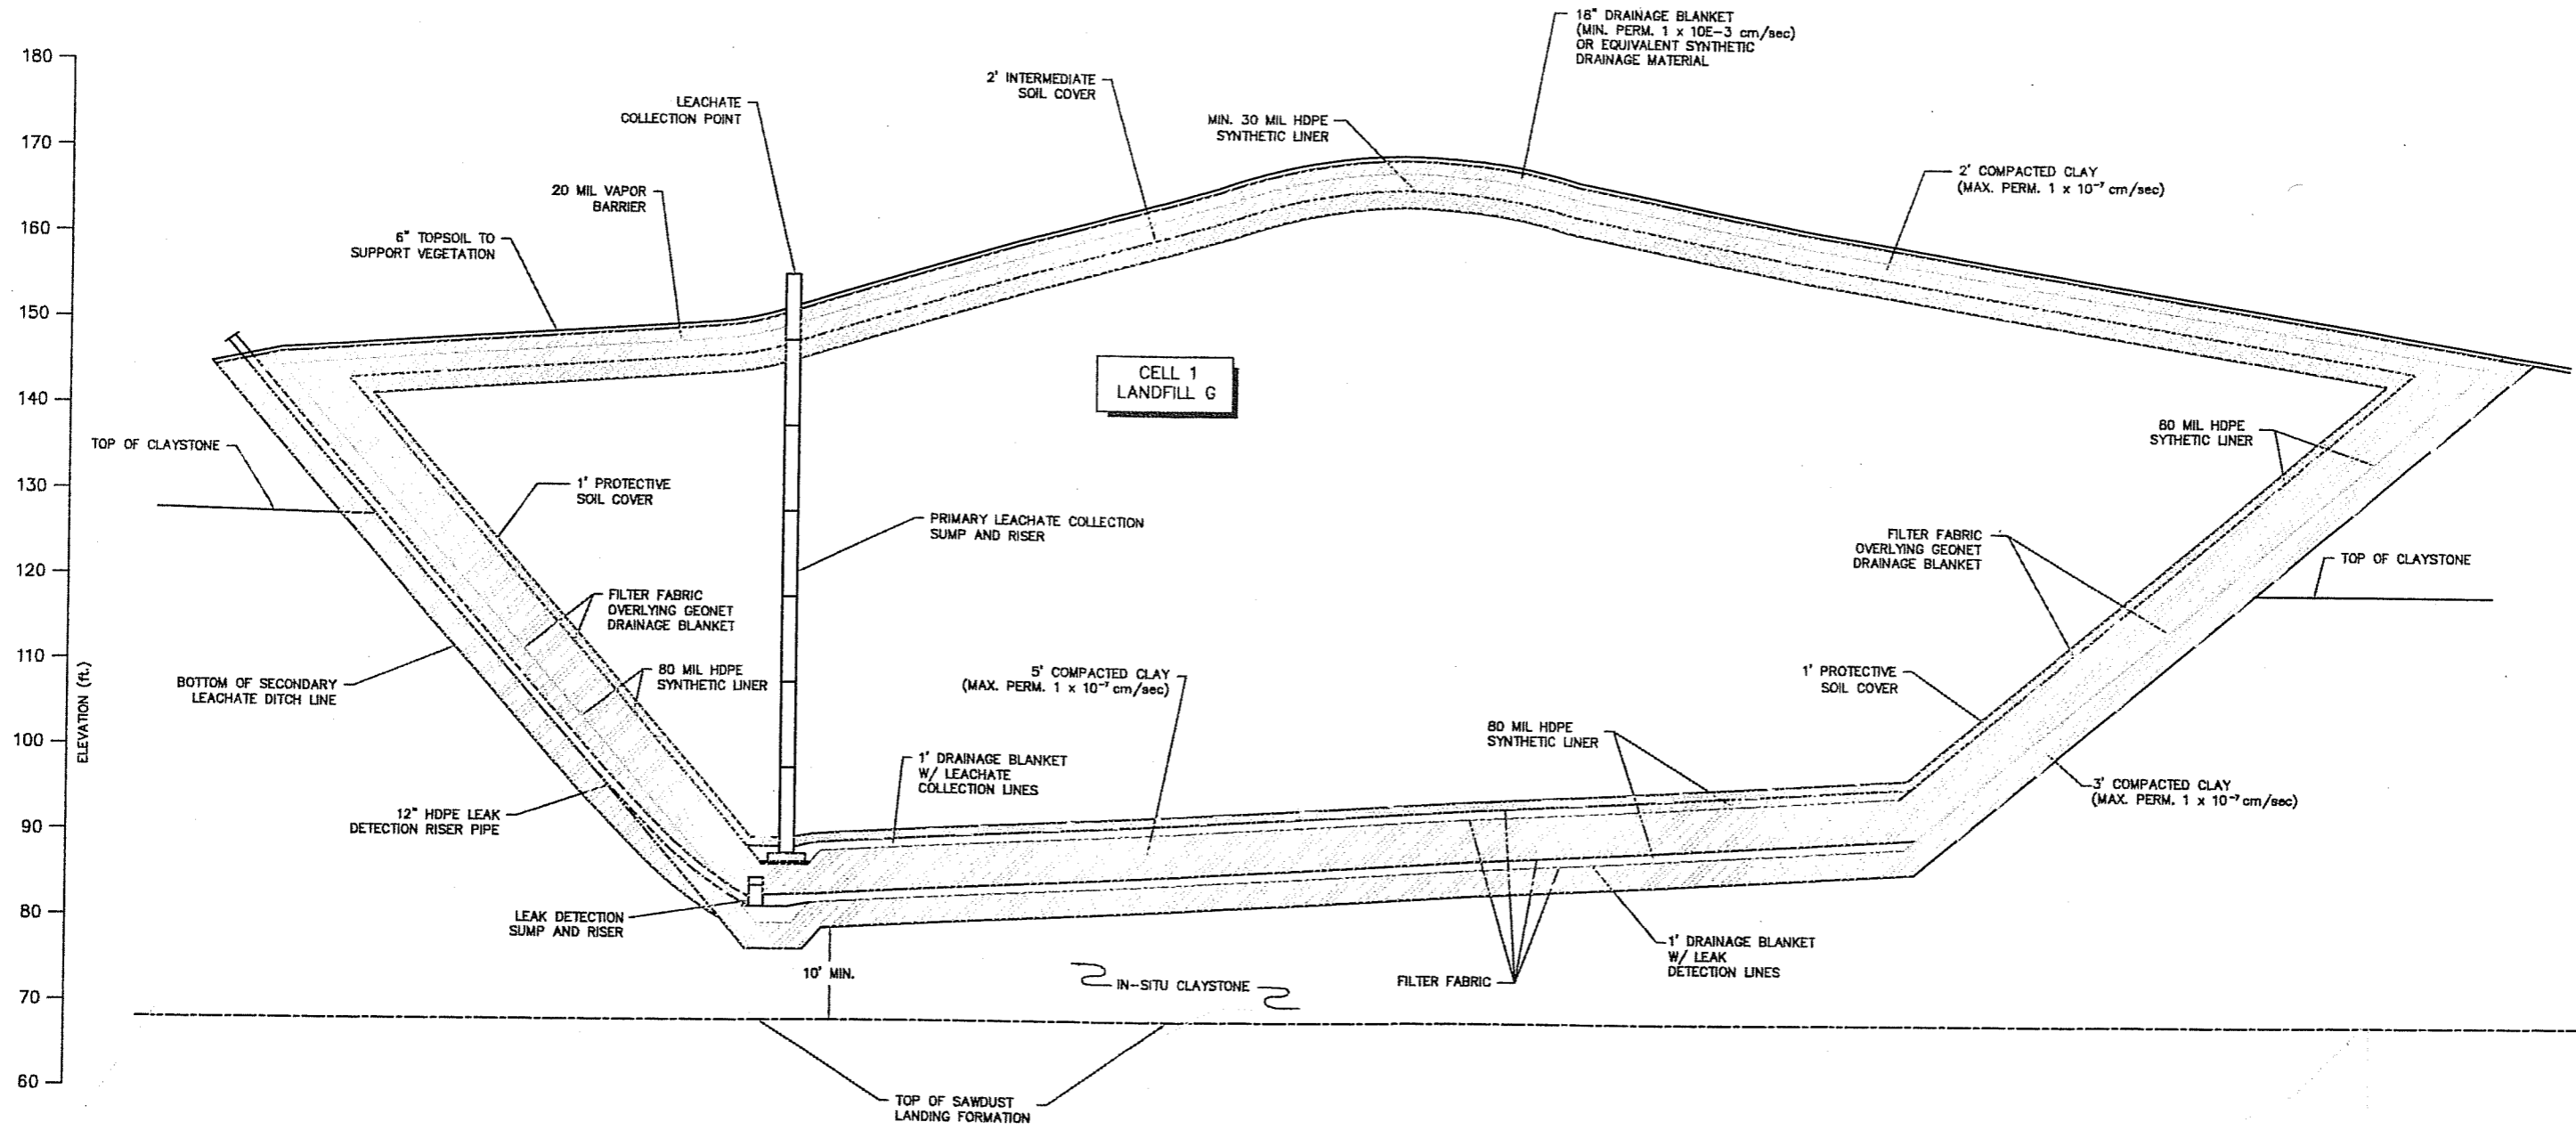 18" DRAINAGE BLANKET
(MIN. PERM. 1 x 10E-3 cm/sec)
OR EQUIVALENT SYNTHETIC
DRAINAGE MATERIAL
180
2' INTERMEDIATE
SOIL COVER
LEACHATE
COLLECTION POINT
MIN. 30 MIL HDPE
SYNTHETIC LINER
170
2' COMPACTED CLAY
(MAX. PERM. 1 x 10⁻⁷ cm/sec)
20 MIL VAPOR
BARRIER
160
6" TOPSOIL TO
SUPPORT VEGETATION
150
CELL 1
LANDFILL G
140
TOP OF CLAYSTONE
80 MIL HDPE
SYTHETIC LINER
130
1' PROTECTIVE
SOIL COVER
PRIMARY LEACHATE COLLECTION
SUMP AND RISER
FILTER FABRIC
OVERLYING GEONET
DRAINAGE BLANKET
TOP OF CLAYSTONE
120
FILTER FABRIC
OVERLYING GEONET
DRAINAGE BLANKET
110
ELEVATION (ft.)
BOTTOM OF SECONDARY
LEACHATE DITCH LINE
80 MIL HDPE
SYNTHETIC LINER
5' COMPACTED CLAY
(MAX. PERM. 1 x 10⁻⁷ cm/sec)
1' PROTECTIVE
SOIL COVER
100
80 MIL HDPE
SYNTHETIC LINER
1' DRAINAGE BLANKET
W/ LEACHATE
COLLECTION LINES
3' COMPACTED CLAY
(MAX. PERM. 1 x 10⁻⁷ cm/sec)
90
12" HDPE LEAK
DETECTION RISER PIPE
80
LEAK DETECTION
SUMP AND RISER
1' DRAINAGE BLANKET
W/ LEAK
DETECTION LINES
10' MIN.
IN-SITU CLAYSTONE
FILTER FABRIC
70
60
TOP OF SAWDUST
LANDING FORMATION